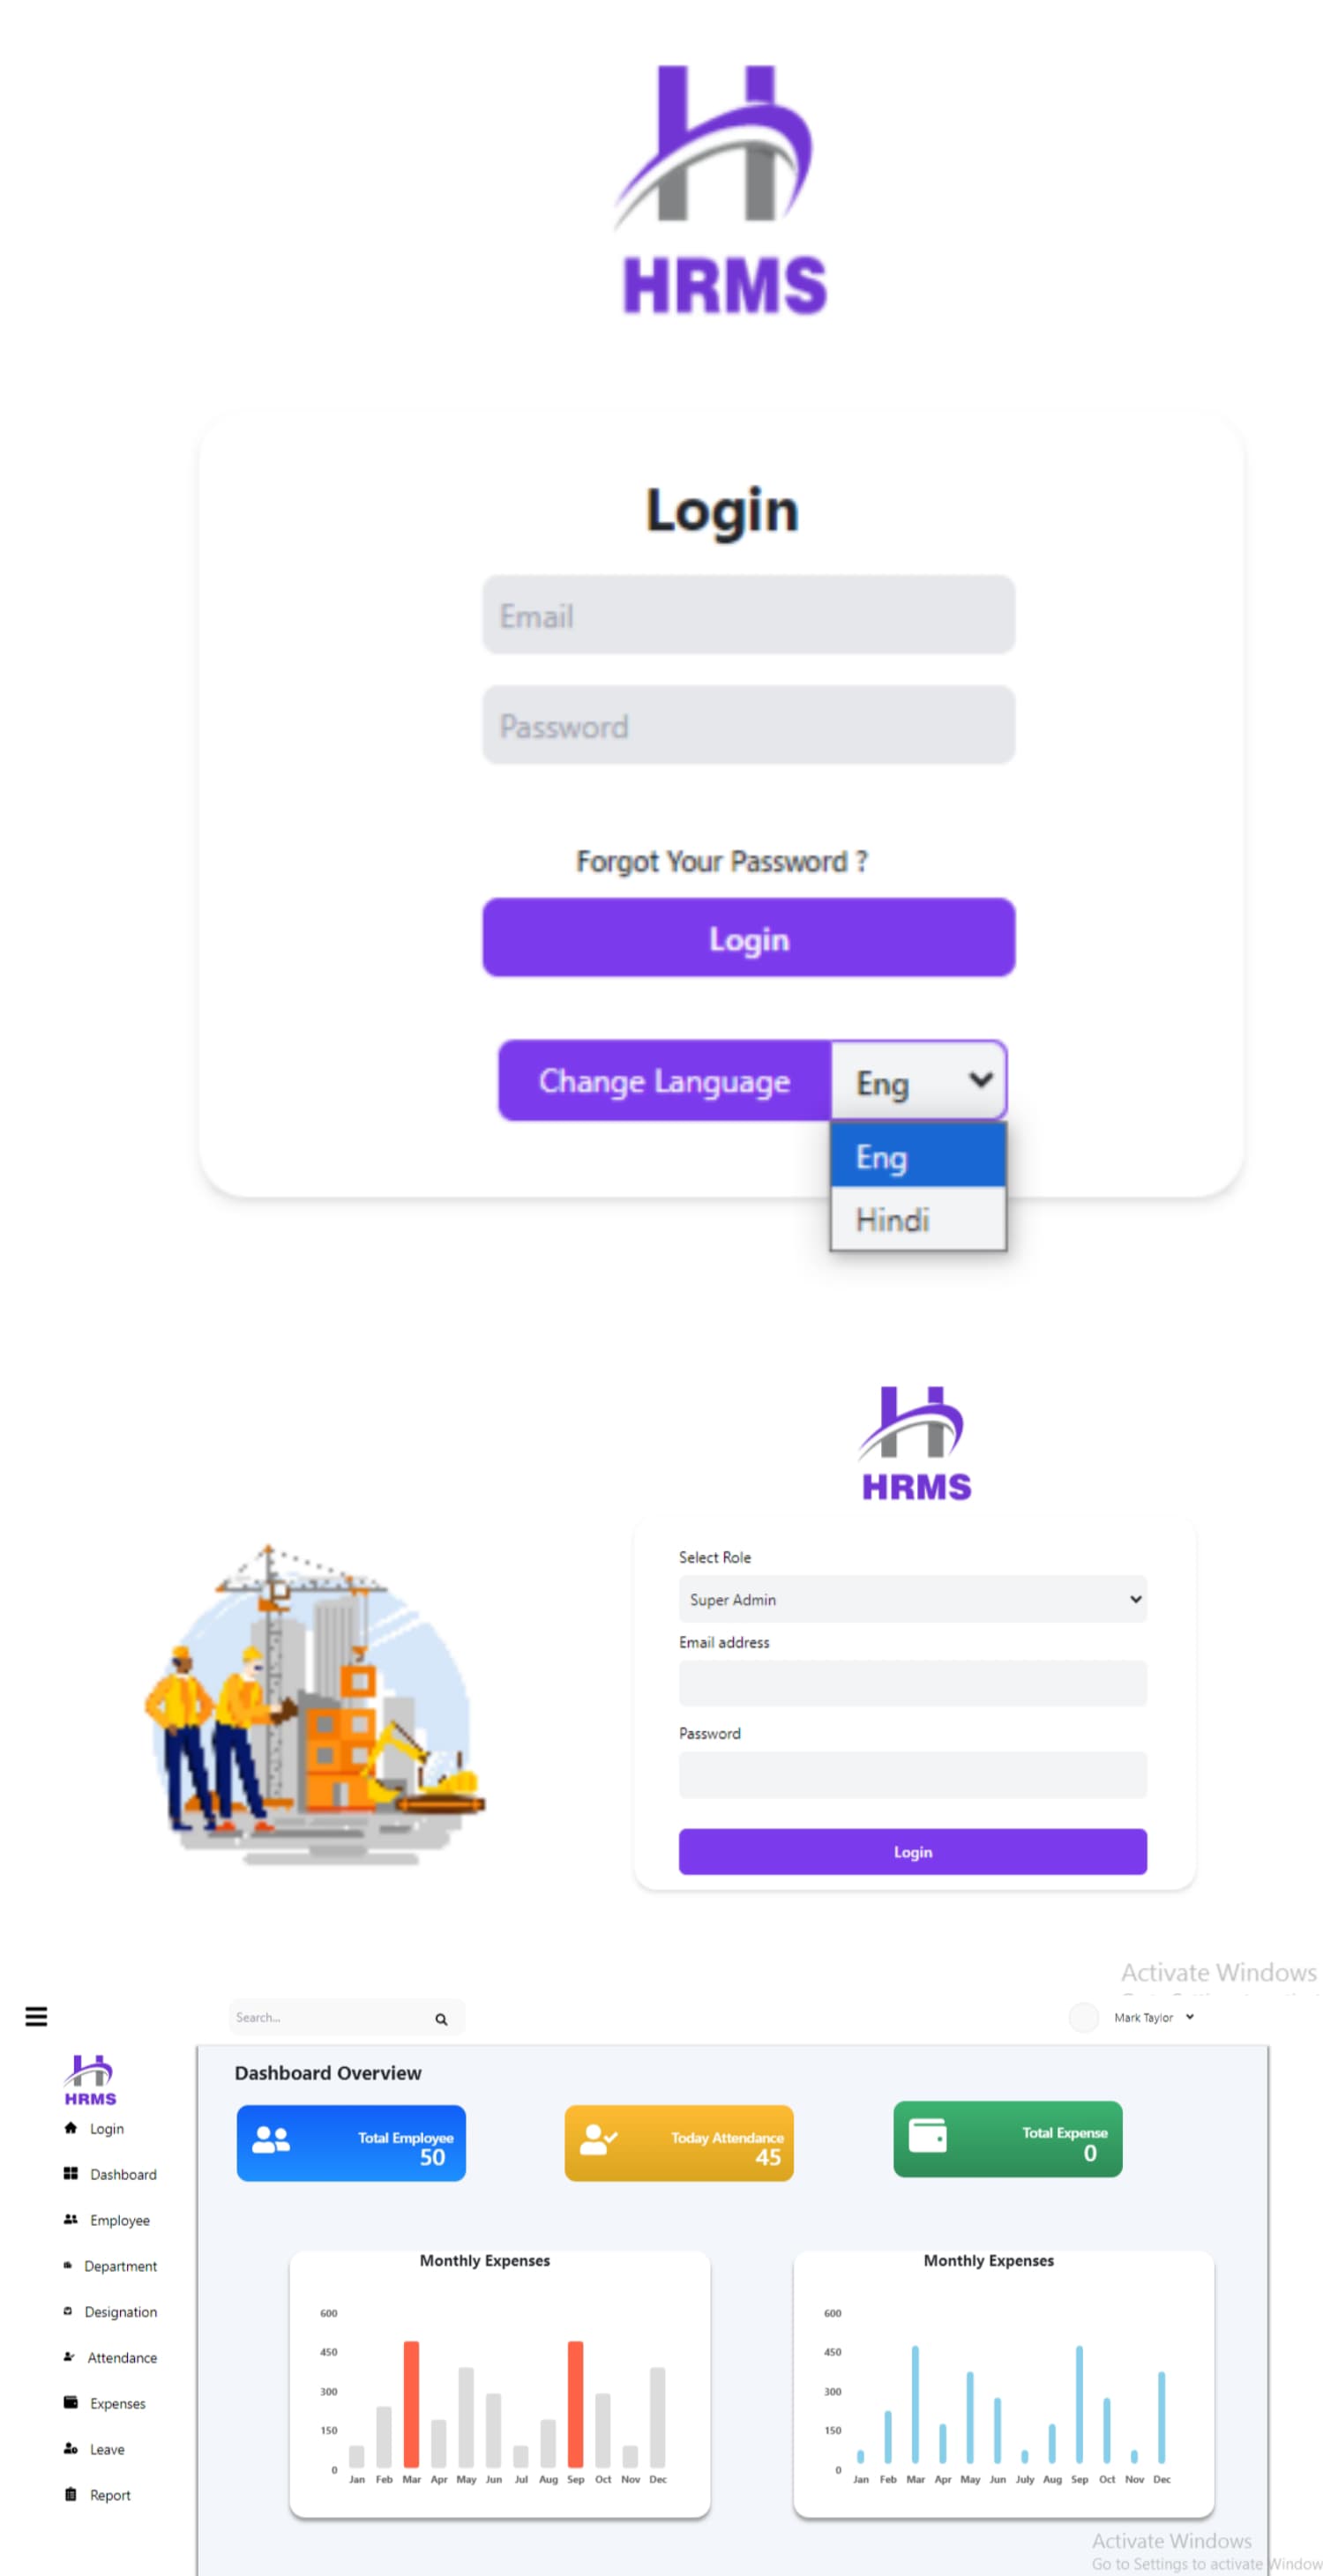 HRMS
Login
Email
Password
Forgot Your Password ?
Login
Change Language Eng
Eng
Hindi
HRMS
Select Role
Super Admin
Email address
Password
Login
Activate Windows
Search...
Mark Taylor
HRMS
Login
Dashboard
Employee
Department
Designation
Attendance
Expenses
Leave
Report
Dashboard Overview
Total Employee
50
Today Attendance
45
Total Expense
0
Monthly Expenses
600
450
300
150
0
Jan Feb Mar Apr May Jun Jul Aug Sep Oct Nov Dec
Monthly Expenses
600
450
300
150
0
Jan Feb Mar Apr May Jun July Aug Sep Oct Nov Dec
Activate Windows
Go to Settings to activate Window